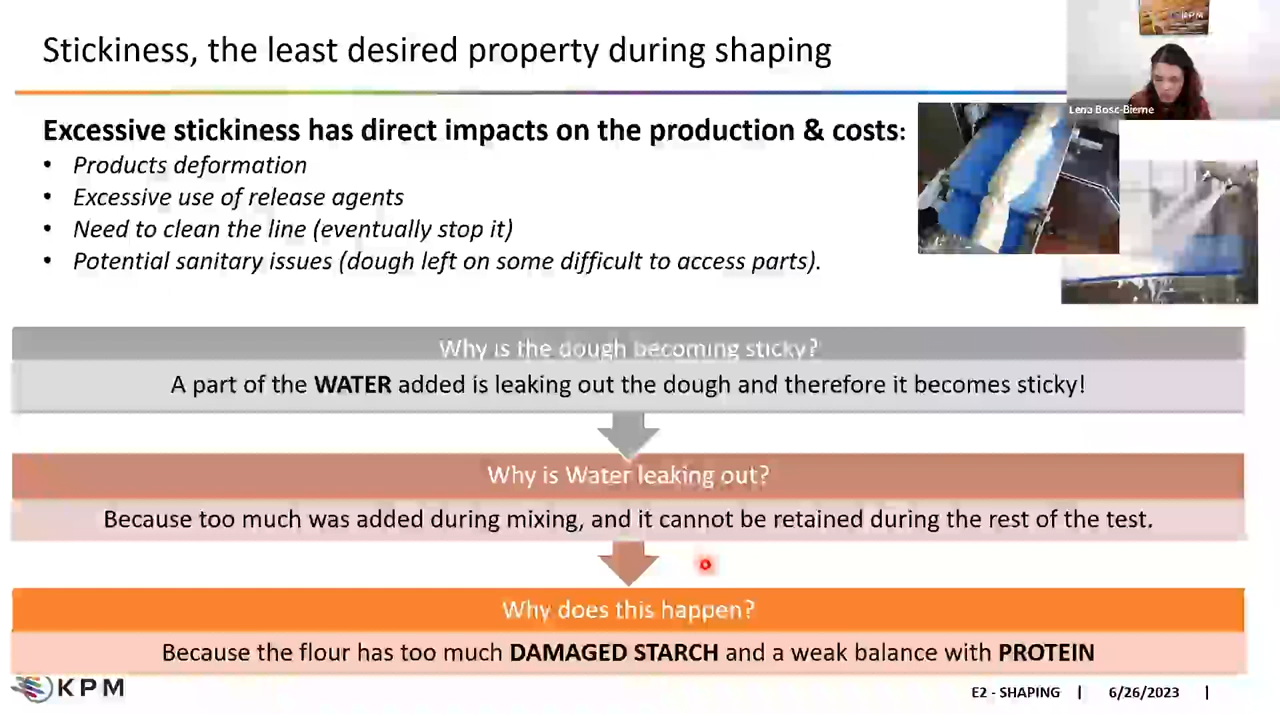 Stickiness, the least desired property during shaping
KPM
Lena Bosc-Bierne
Excessive stickiness has direct impacts on the production & costs:
• Products deformation
• Excessive use of release agents
• Need to clean the line (eventually stop it)
• Potential sanitary issues (dough left on some difficult to access parts).
Why is the dough becoming sticky?
A part of the WATER added is leaking out the dough and therefore it becomes sticky!
Why is Water leaking out?
Because too much was added during mixing, and it cannot be retained during the rest of the test.
Why does this happen?
Because the flour has too much DAMAGED STARCH and a weak balance with PROTEIN
KPM
E2 - SHAPING | 6/26/2023 |